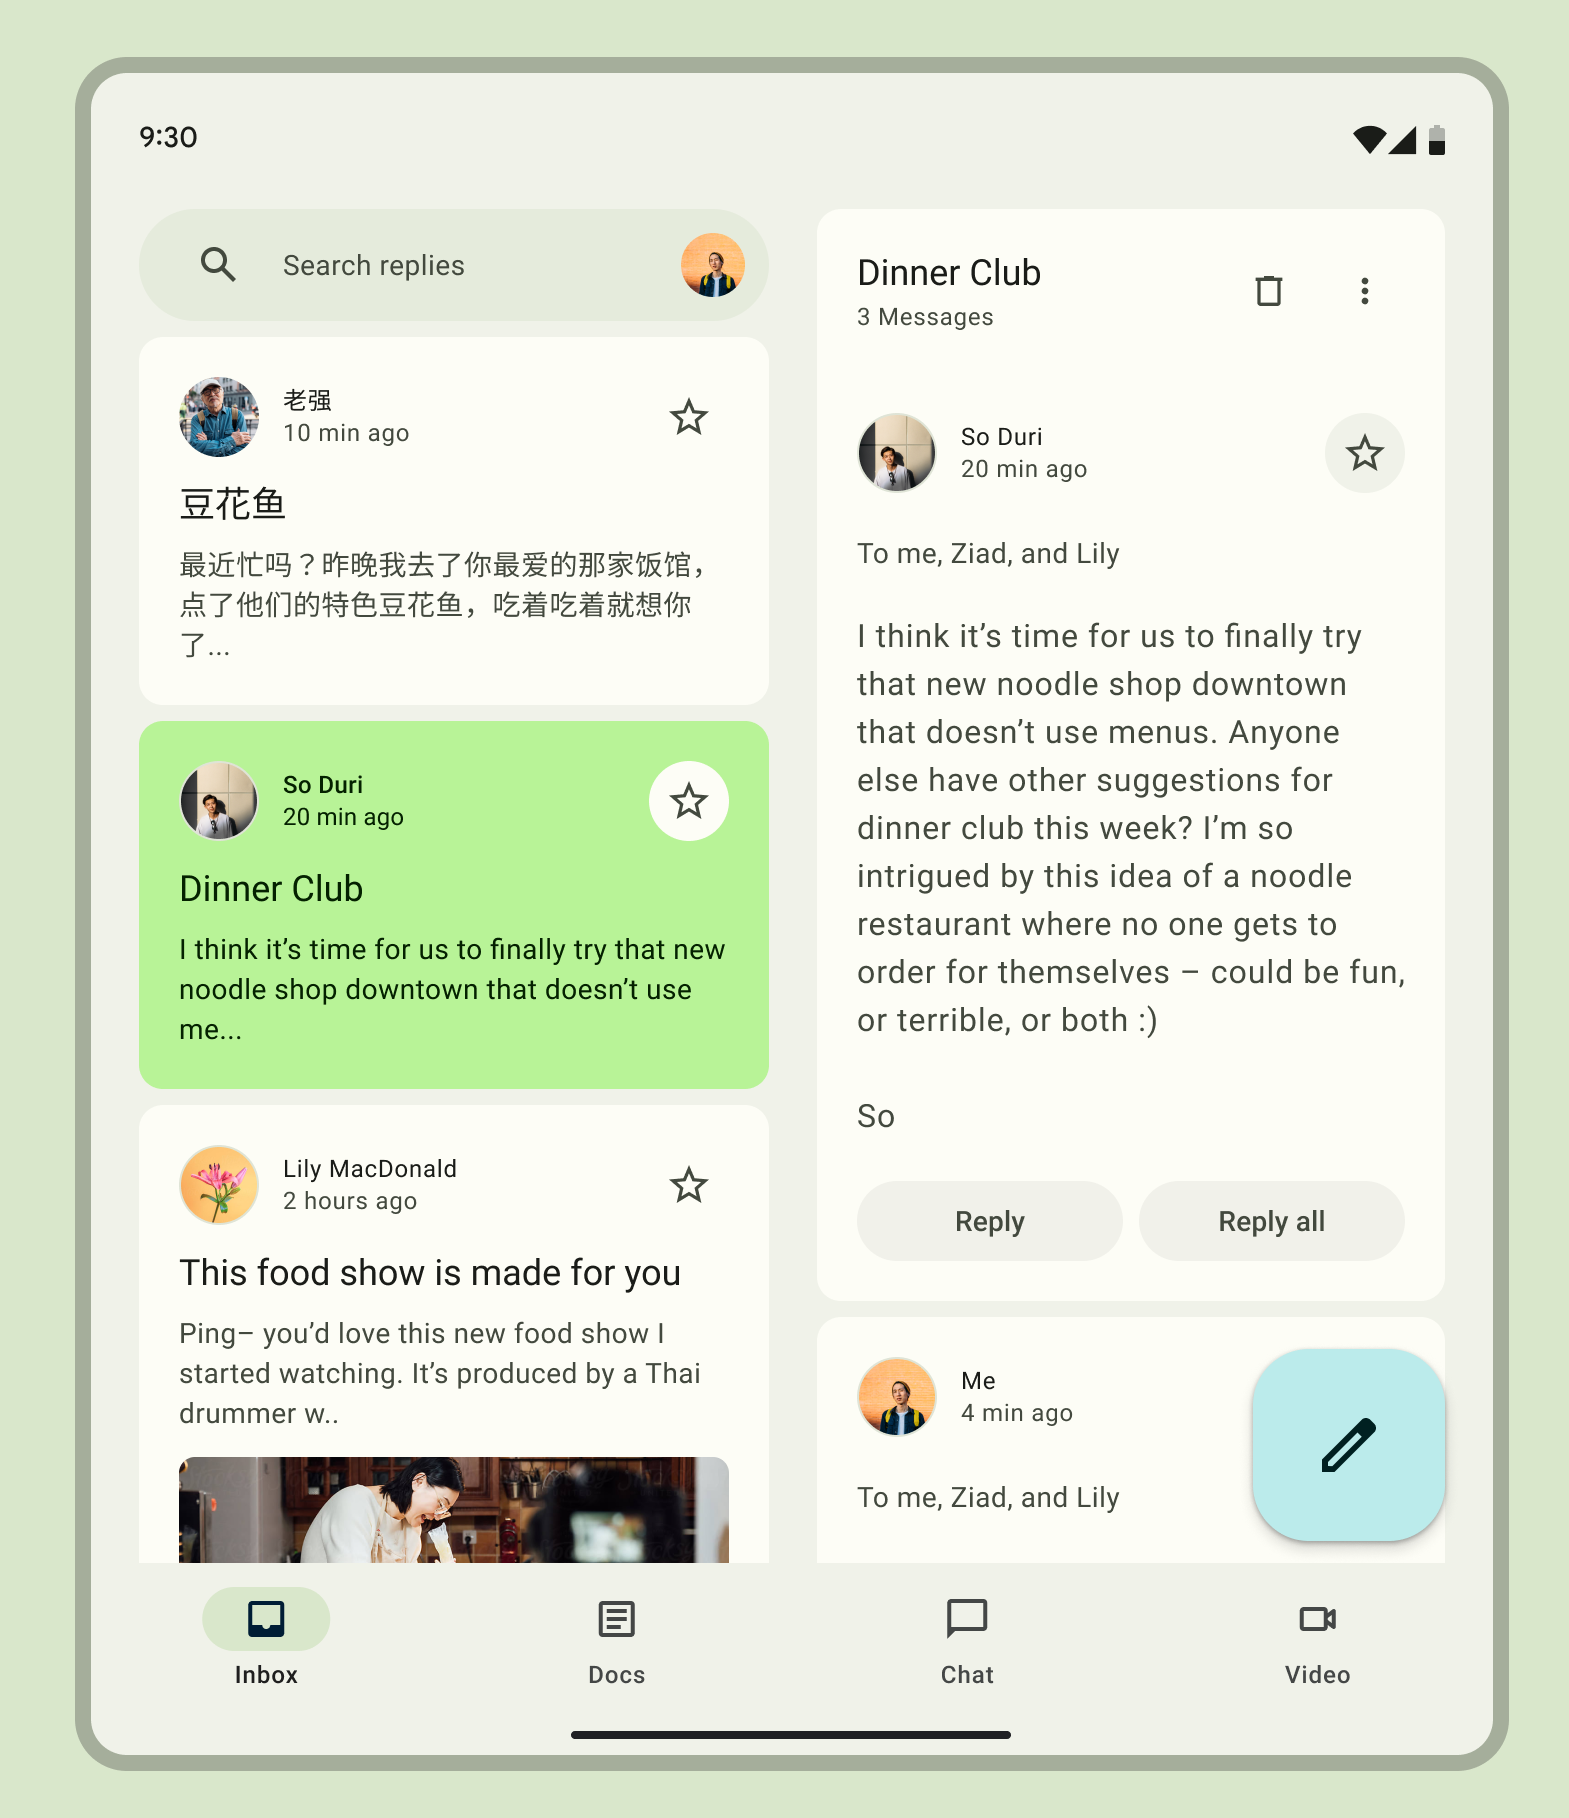 9:30
Search replies
老强
10 min ago
豆花鱼
最近忙吗？昨晚我去了你最爱的那家饭馆，
点了他们的特色豆花鱼，吃着吃着就想你
了...
So Duri
20 min ago
Dinner Club
I think it’s time for us to finally try that new
noodle shop downtown that doesn’t use
me...
Lily MacDonald
2 hours ago
This food show is made for you
Ping– you’d love this new food show I
started watching. It’s produced by a Thai
drummer w..
Dinner Club
3 Messages
So Duri
20 min ago
To me, Ziad, and Lily
I think it’s time for us to finally try
that new noodle shop downtown
that doesn’t use menus. Anyone
else have other suggestions for
dinner club this week? I’m so
intrigued by this idea of a noodle
restaurant where no one gets to
order for themselves – could be fun,
or terrible, or both :)
So
Reply
Reply all
Me
4 min ago
To me, Ziad, and Lily
Inbox
Docs
Chat
Video